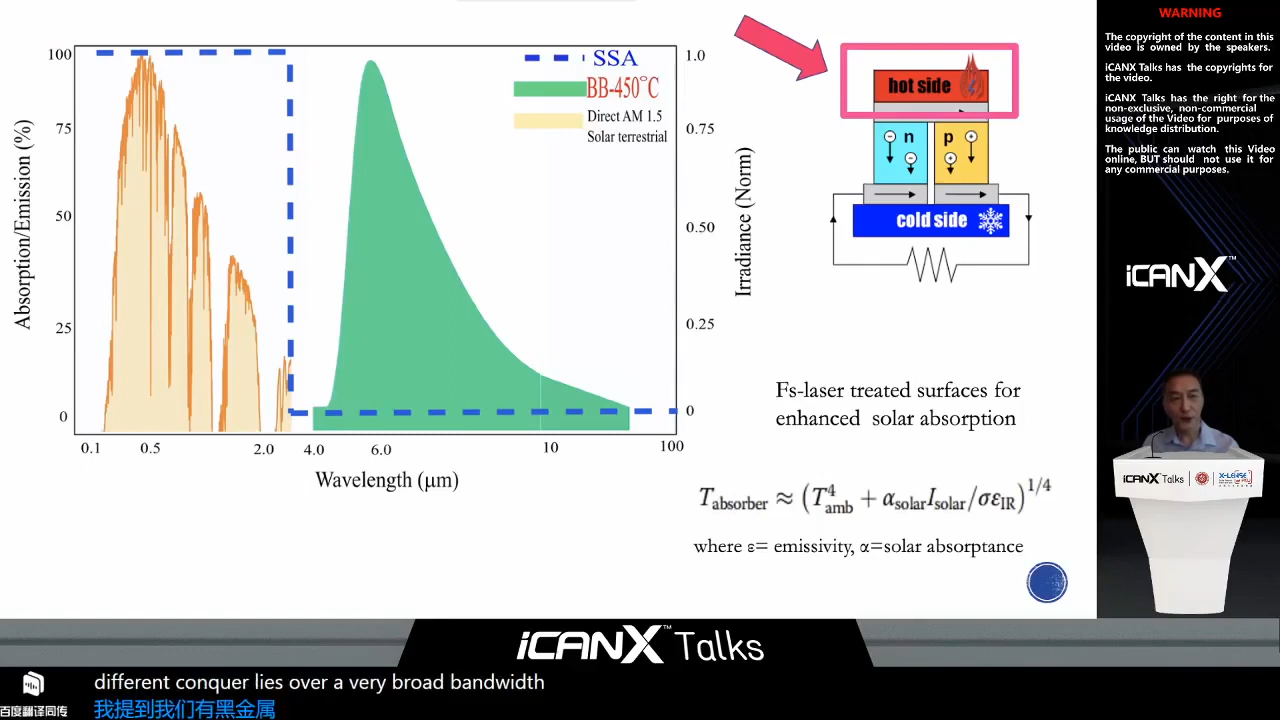 100
75
50
25
0
Absorption/Emission (%)
0.1
0.5
2.0
4.0
6.0
10
100
Wavelength (μm)
SSA
BB-450°C
Direct AM 1.5
Solar terrestrial
1.0
0.75
0.50
0.25
0
Irradiance (Norm)
hot side
n
p
cold side
Fs-laser treated surfaces for
enhanced solar absorption
T_absorber ≈ (T_amb^4 + α_solar I_solar/σε_IR)^1/4
where ε= emissivity, α=solar absorptance
WARNING
The copyright of the content in this
video is owned by the speakers.
iCANX Talks has the copyrights for
the video.
iCANX Talks has the right for the
non-exclusive, non-commercial
usage of the Video for purposes of
knowledge distribution.
The public can watch this Video
online, BUT should not use it for
any commercial purposes.
iCANX™
iCANX Talks
X-LENSE
iCANX™ Talks
different conquer lies over a very broad bandwidth
我提到我们有黑金属
百度翻译同传